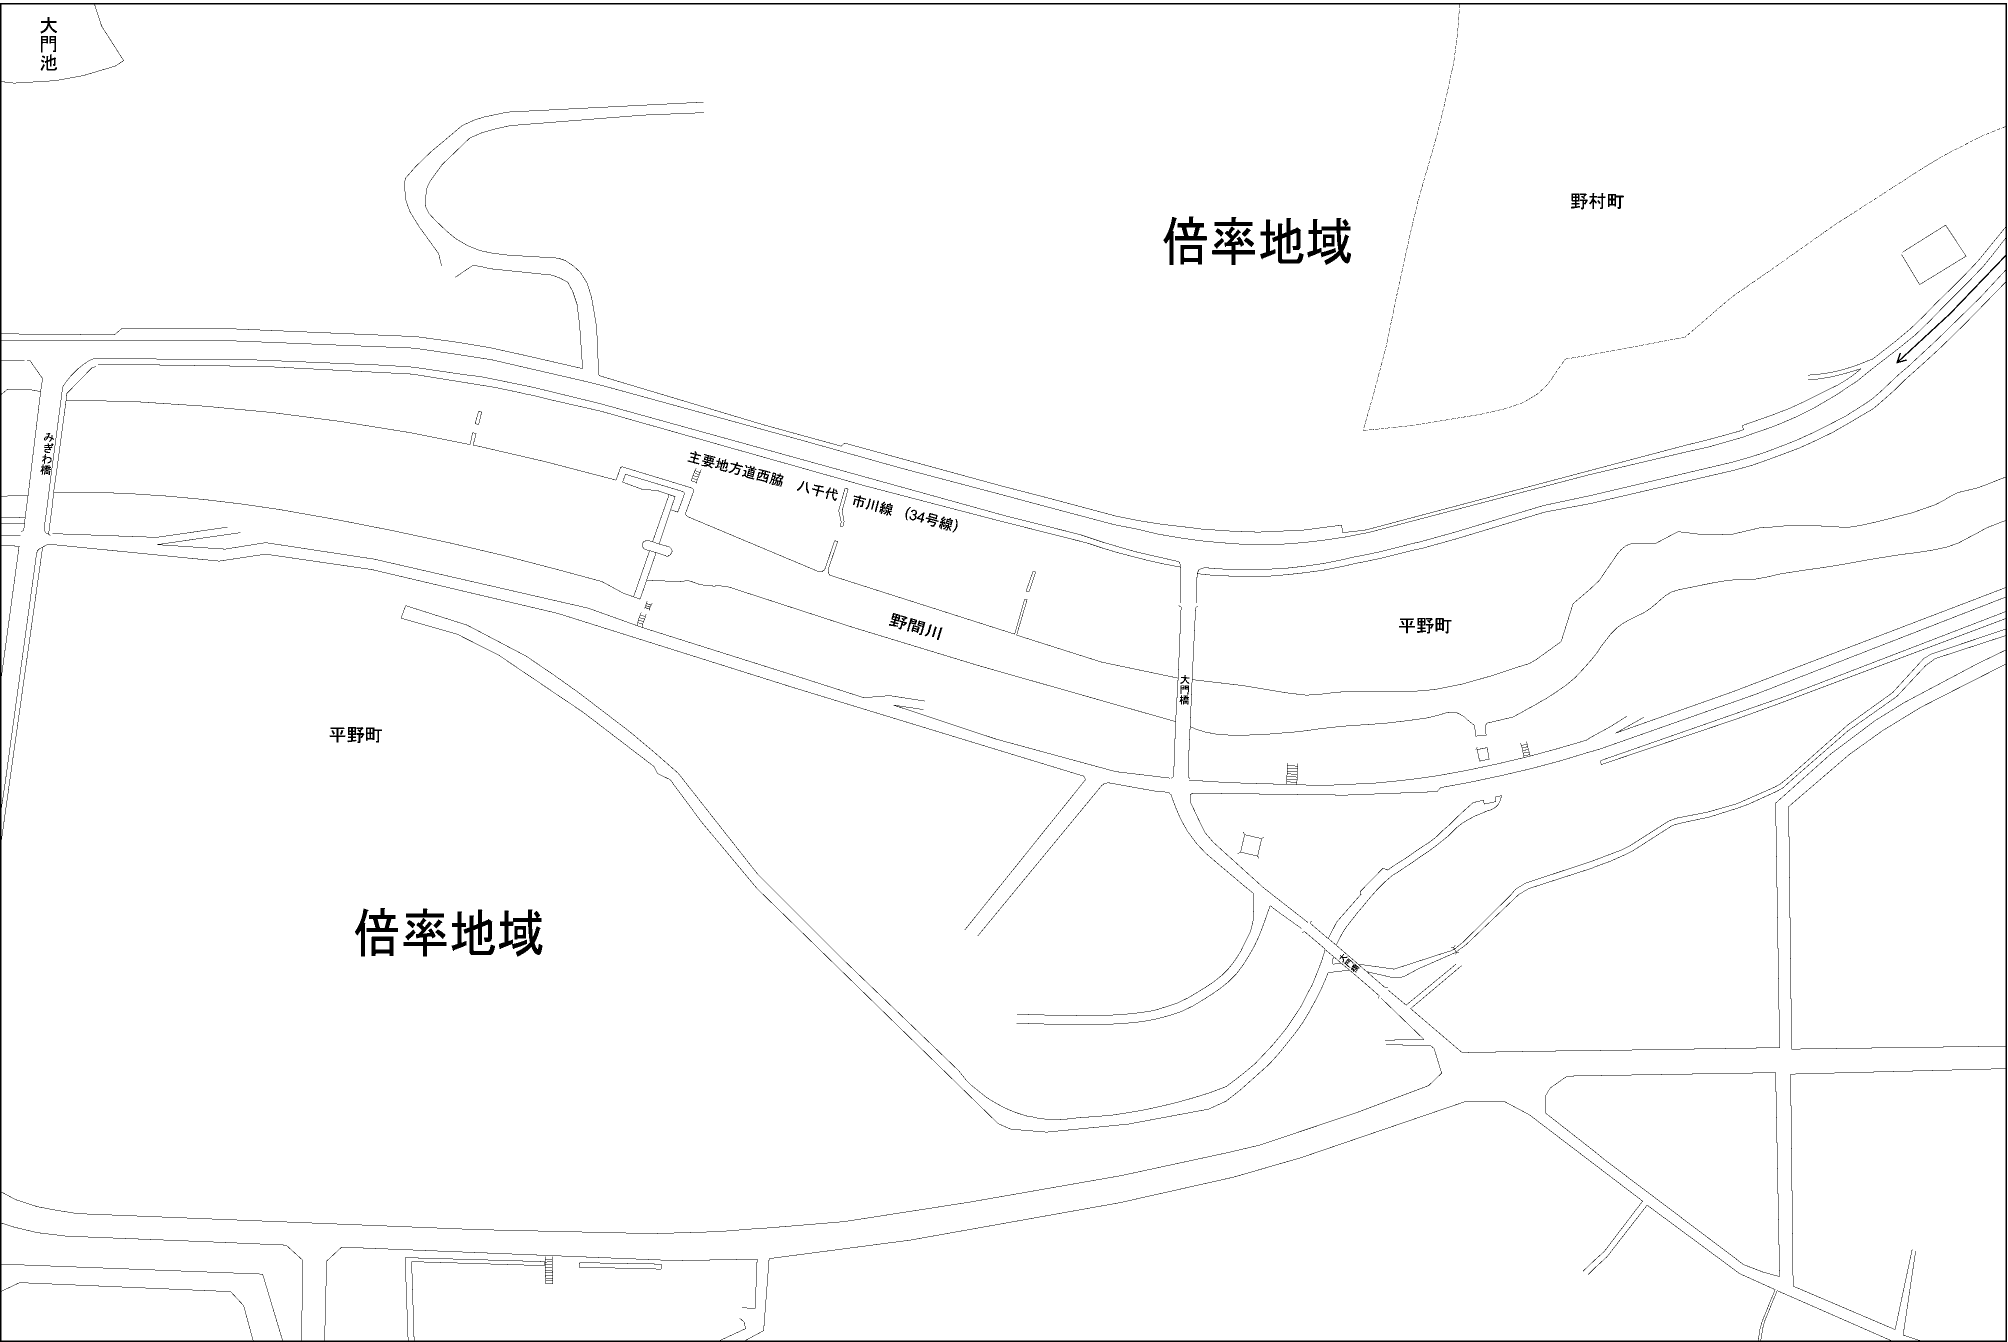 大門池
野村町
倍率地域
みぎわ橋
主要地方道西脇 八千代 市川線 (34号線)
野間川
平野町
大門橋
平野町
倍率地域